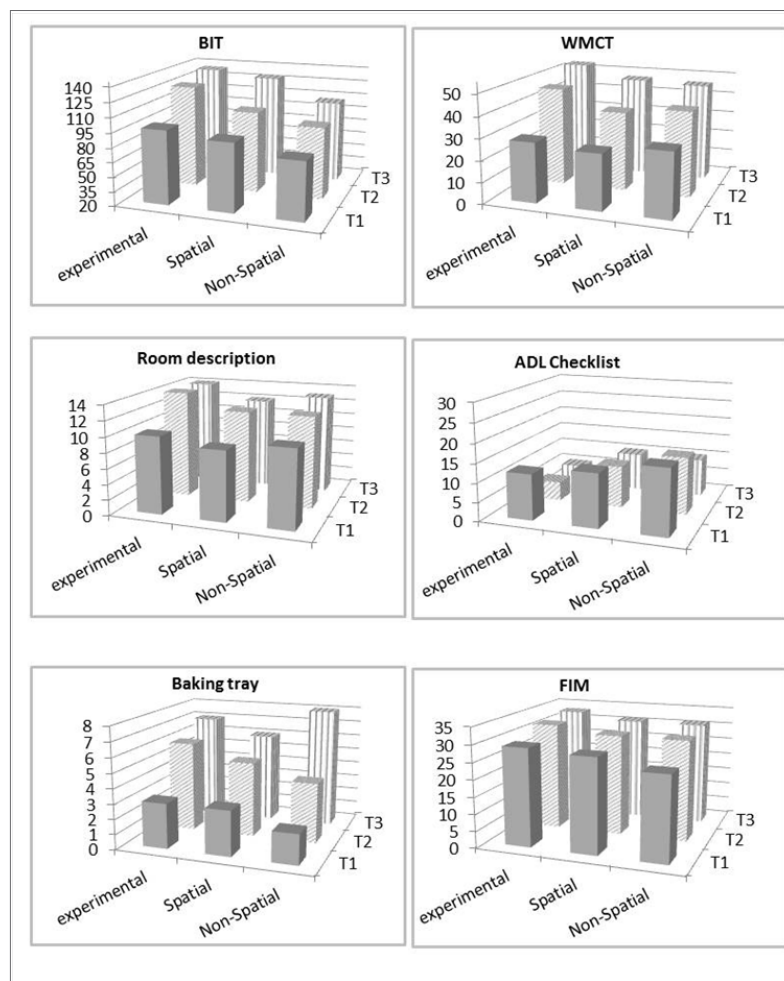 BIT
140
125
110
95
80
65
50
35
20
experimental
Spatial
Non-Spatial
T1
T2
T3
WMCT
50
40
30
20
10
0
experimental
Spatial
Non-Spatial
T1
T2
T3
Room description
14
12
10
8
6
4
2
0
experimental
Spatial
Non-Spatial
T1
T2
T3
ADL Checklist
30
25
20
15
10
5
0
experimental
Spatial
Non-Spatial
T1
T2
T3
Baking tray
8
7
6
5
4
3
2
1
0
experimental
Spatial
Non-Spatial
T1
T2
T3
FIM
35
30
25
20
15
10
5
0
experimental
Spatial
Non-Spatial
T1
T2
T3